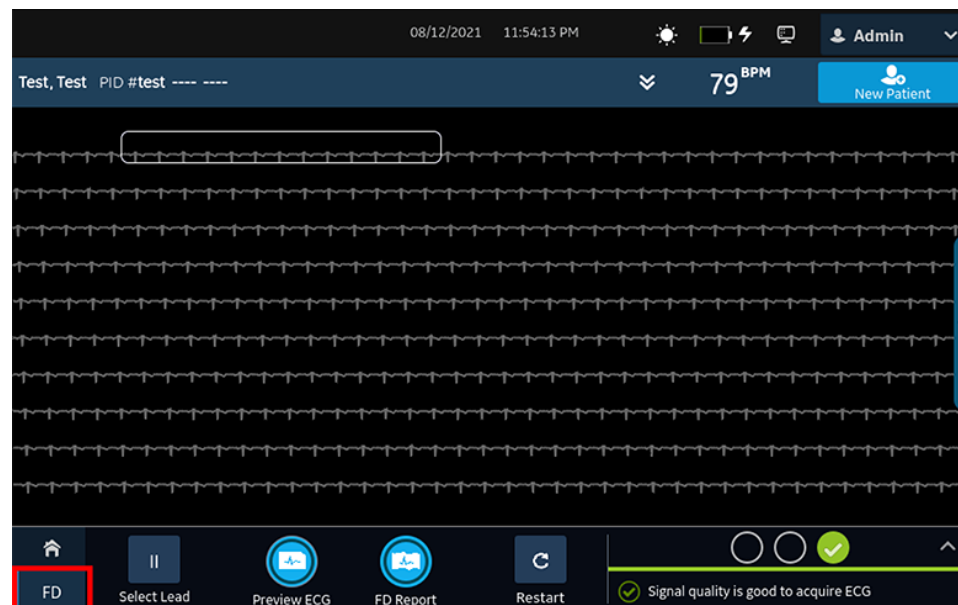 08/12/2021 11:54:13 PM Admin
Test, Test PID #test ---- ---- 79 BPM New Patient
FD Select Lead Preview ECG FD Report Restart Signal quality is good to acquire ECG